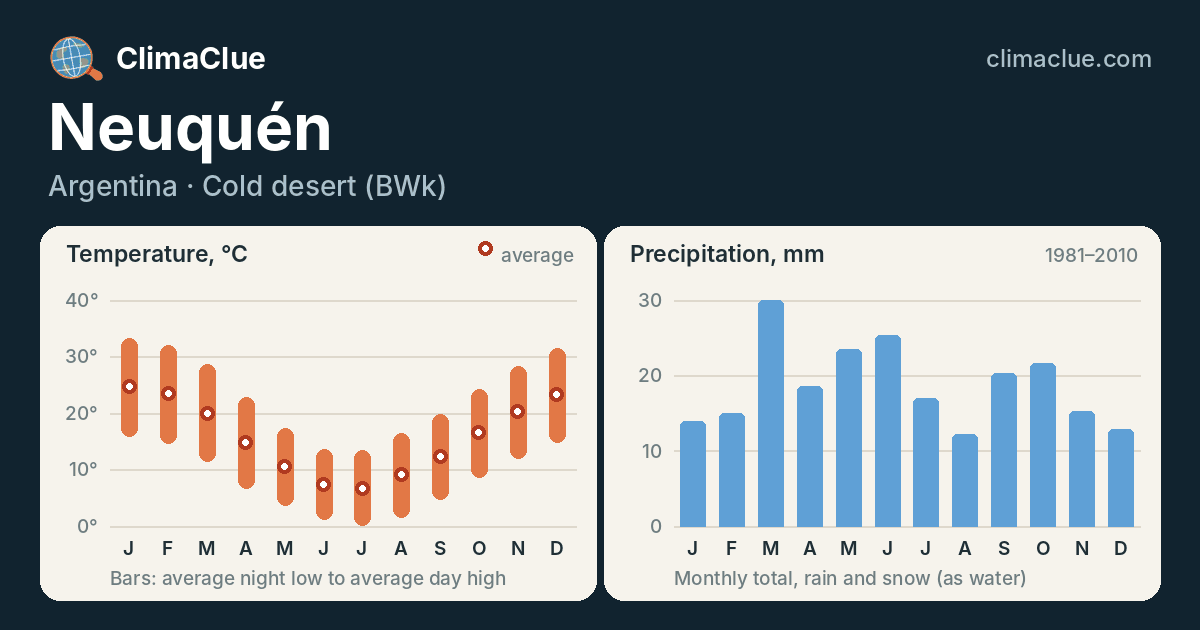 ClimaClue
climaclue.com
Neuquén
Argentina · Cold desert (BWk)
Temperature, °C
average
40°
30°
20°
10°
0°
J F M A M J J A S O N D
Bars: average night low to average day high
Precipitation, mm
1981–2010
30
20
10
0
J F M A M J J A S O N D
Monthly total, rain and snow (as water)